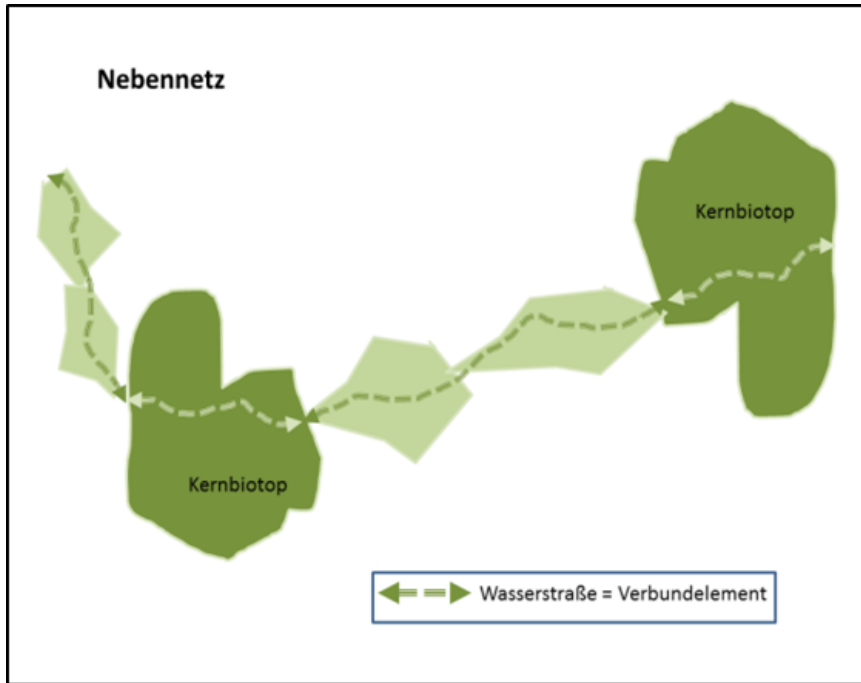 Nebennetz
Kernbiotop
Kernbiotop
Wasserstraße = Verbundelement